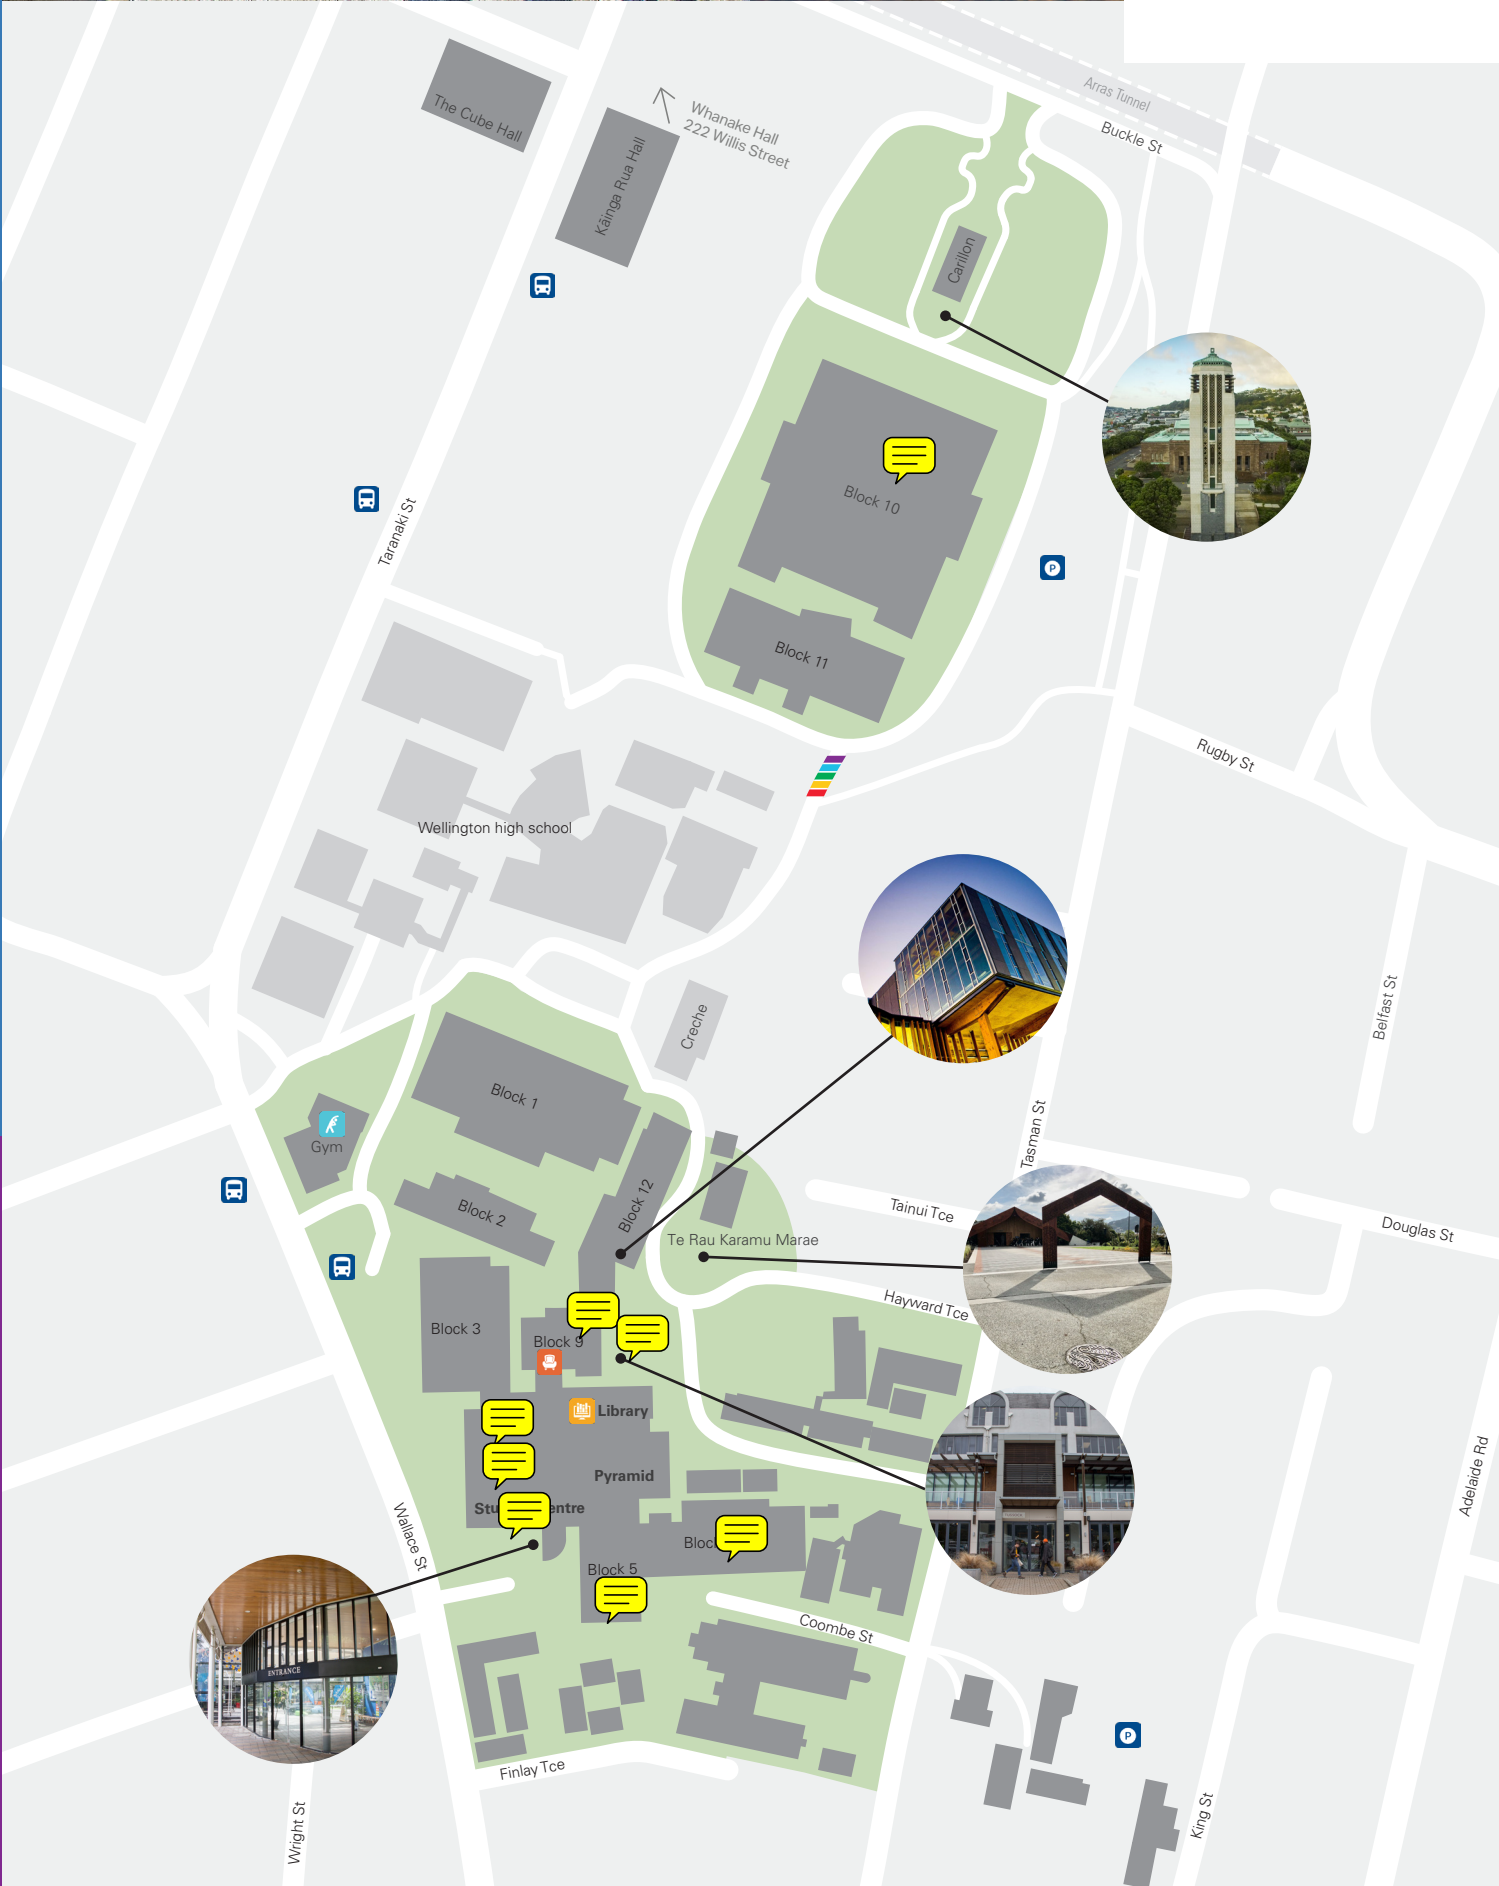 Arras Tunnel
Buckle St
The Cube Hall
Whanake Hall
222 Willis Street
Kāinga Rua Hall
Carillon
Block 10
Taranaki St
Block 11
Rugby St
Wellington high school
Belfast St
Creche
Block 1
Gym
Tasman St
Block 12
Block 2
Tainui Tce
Douglas St
Te Rau Karamu Marae
Hayward Tce
Block 3
Block 9
Library
Pyramid
Adelaide Rd
Wallace St
Block 5
Coombe St
ENTRANCE
Finlay Tce
Wright St
King St
P
P